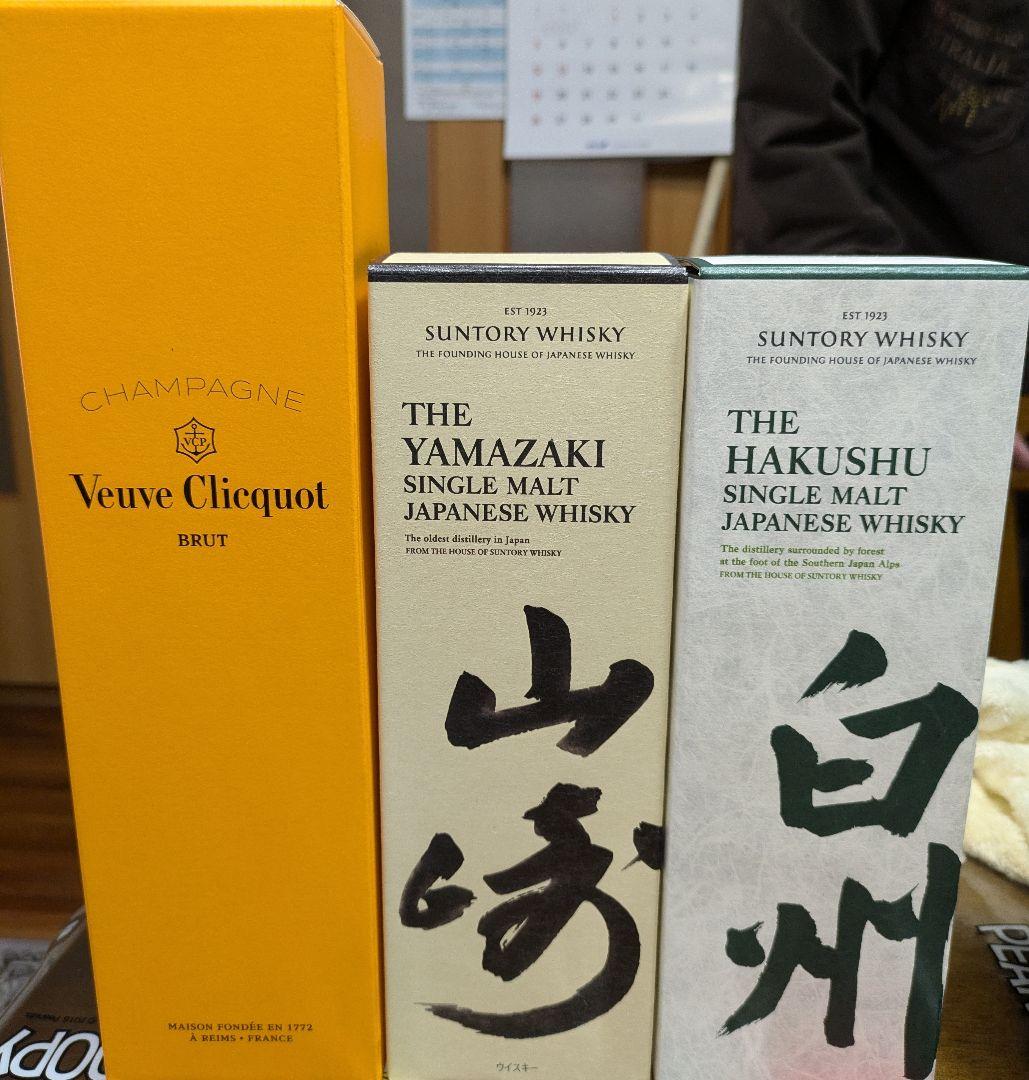 CHAMPAGNE
VCP
Veuve Clicquot
BRUT
MAISON FONDÉE EN 1772
À REIMS • FRANCE
EST 1923
SUNTORY WHISKY
THE FOUNDING HOUSE OF JAPANESE WHISKY
THE
YAMAZAKI
SINGLE MALT
JAPANESE WHISKY
The oldest distillery in Japan
FROM THE HOUSE OF SUNTORY WHISKY
山崎
ウイスキー
EST 1923
SUNTORY WHISKY
THE FOUNDING HOUSE OF JAPANESE WHISKY
THE
HAKUSHU
SINGLE MALT
JAPANESE WHISKY
The distillery surrounded by forest
at the foot of the Southern Japan Alps
FROM THE HOUSE OF SUNTORY WHISKY
白州